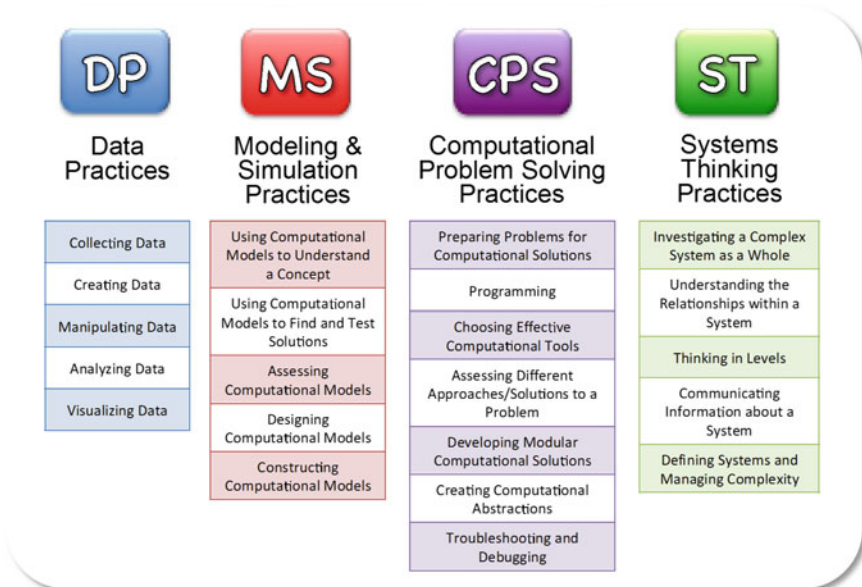 DP
Data
Practices
Collecting Data
Creating Data
Manipulating Data
Analyzing Data
Visualizing Data
MS
Modeling &
Simulation
Practices
Using Computational
Models to Understand
a Concept
Using Computational
Models to Find and Test
Solutions
Assessing
Computational Models
Designing
Computational Models
Constructing
Computational Models
CPS
Computational
Problem Solving
Practices
Preparing Problems for
Computational Solutions
Programming
Choosing Effective
Computational Tools
Assessing Different
Approaches/Solutions to a
Problem
Developing Modular
Computational Solutions
Creating Computational
Abstractions
Troubleshooting and
Debugging
ST
Systems
Thinking
Practices
Investigating a Complex
System as a Whole
Understanding the
Relationships within a
System
Thinking in Levels
Communicating
Information about a
System
Defining Systems and
Managing Complexity